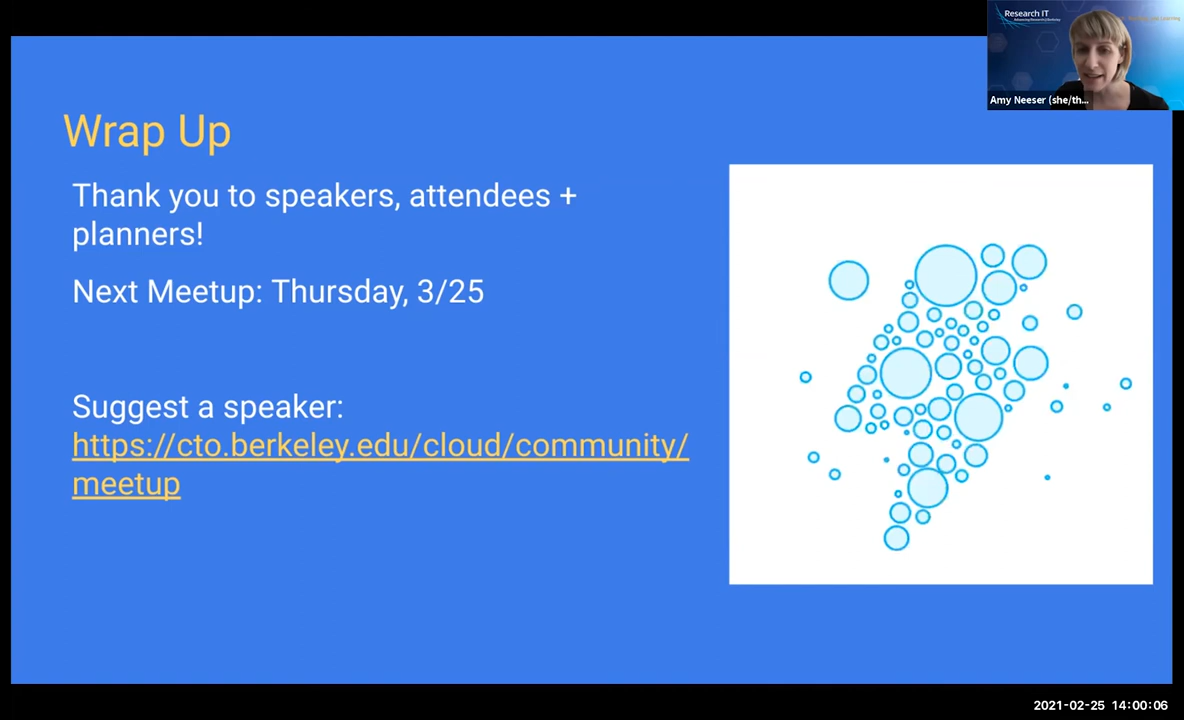 Research IT
Amy Neeser (she/th...
Wrap Up
Thank you to speakers, attendees +
planners!
Next Meetup: Thursday, 3/25
Suggest a speaker:
https://cto.berkeley.edu/cloud/community/
meetup
2021-02-25 14:00:06